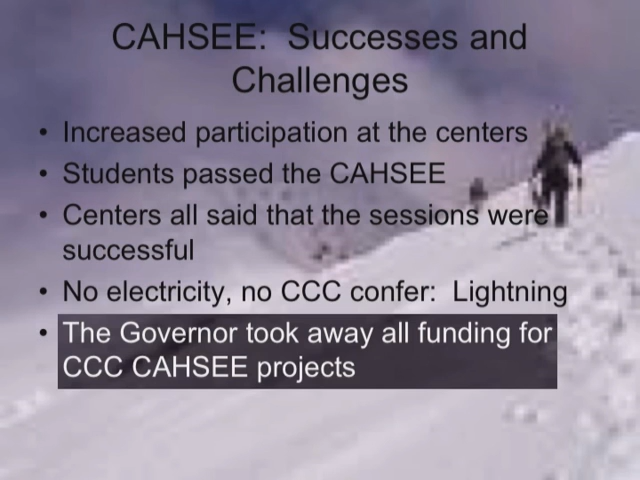 CAHSEE:  Successes and
Challenges
• Increased participation at the centers
• Students passed the CAHSEE
• Centers all said that the sessions were
successful
• No electricity, no CCC confer:  Lightning
• The Governor took away all funding for
CCC CAHSEE projects